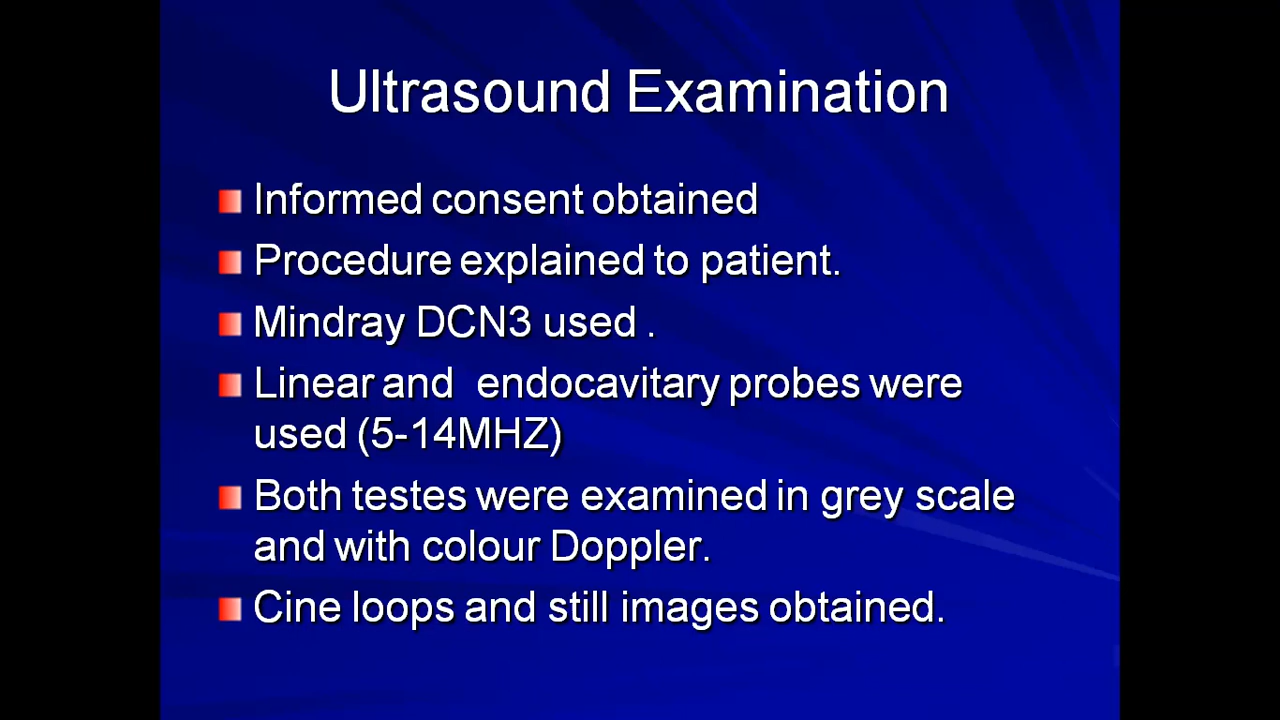 Ultrasound Examination
Informed consent obtained
Procedure explained to patient.
Mindray DCN3 used .
Linear and  endocavitary probes were
used (5-14MHZ)
Both testes were examined in grey scale
and with colour Doppler.
Cine loops and still images obtained.